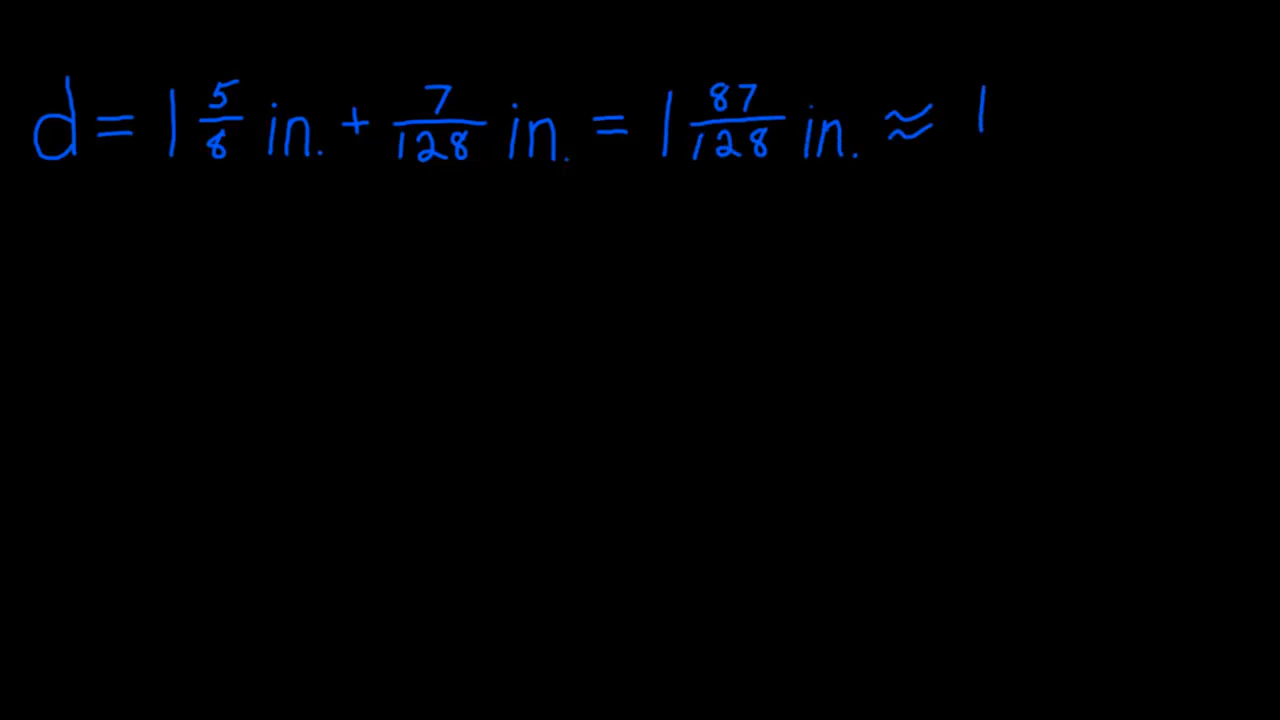 d = 1 5/8 in. + 7/128 in. = 1 87/128 in. ≈ 1